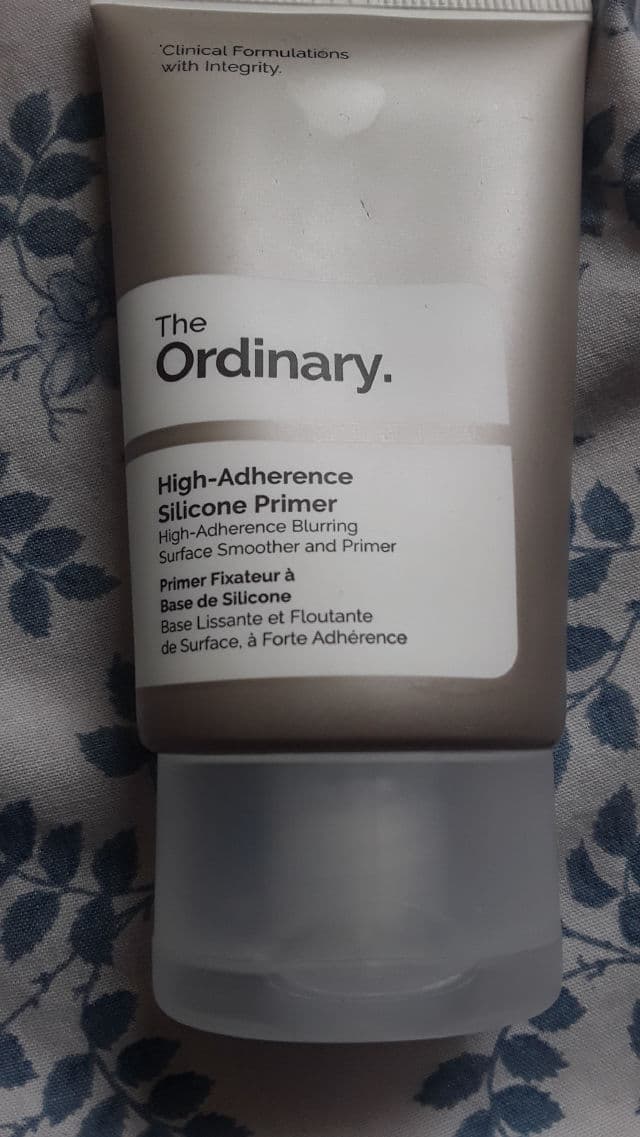 'Clinical Formulations
with Integrity.
The
Ordinary.
High-Adherence
Silicone Primer
High-Adherence Blurring
Surface Smoother and Primer
Primer Fixateur à
Base de Silicone
Base Lissante et Floutante
de Surface, à Forte Adhérence